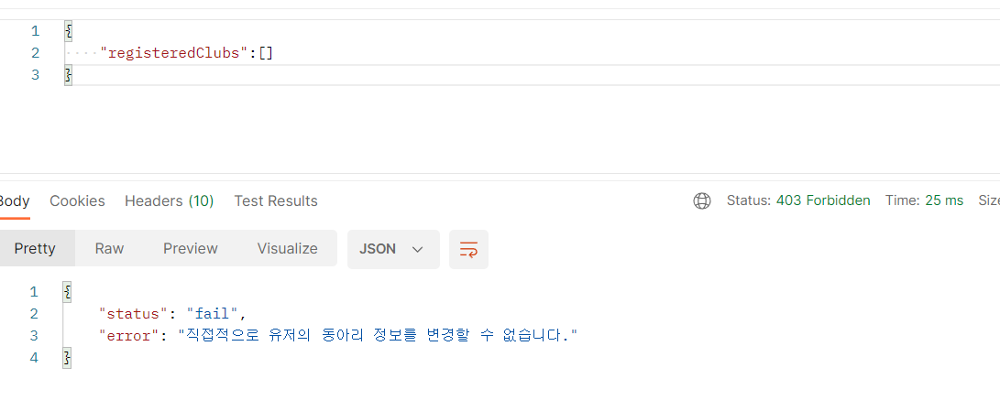 1 {
2 "registeredClubs":[]
3 }
Body Cookies Headers (10) Test Results Status: 403 Forbidden Time: 25 ms Size
Pretty Raw Preview Visualize JSON
1 {
2 "status": "fail",
3 "error": "직접적으로 유저의 동아리 정보를 변경할 수 없습니다."
4 }